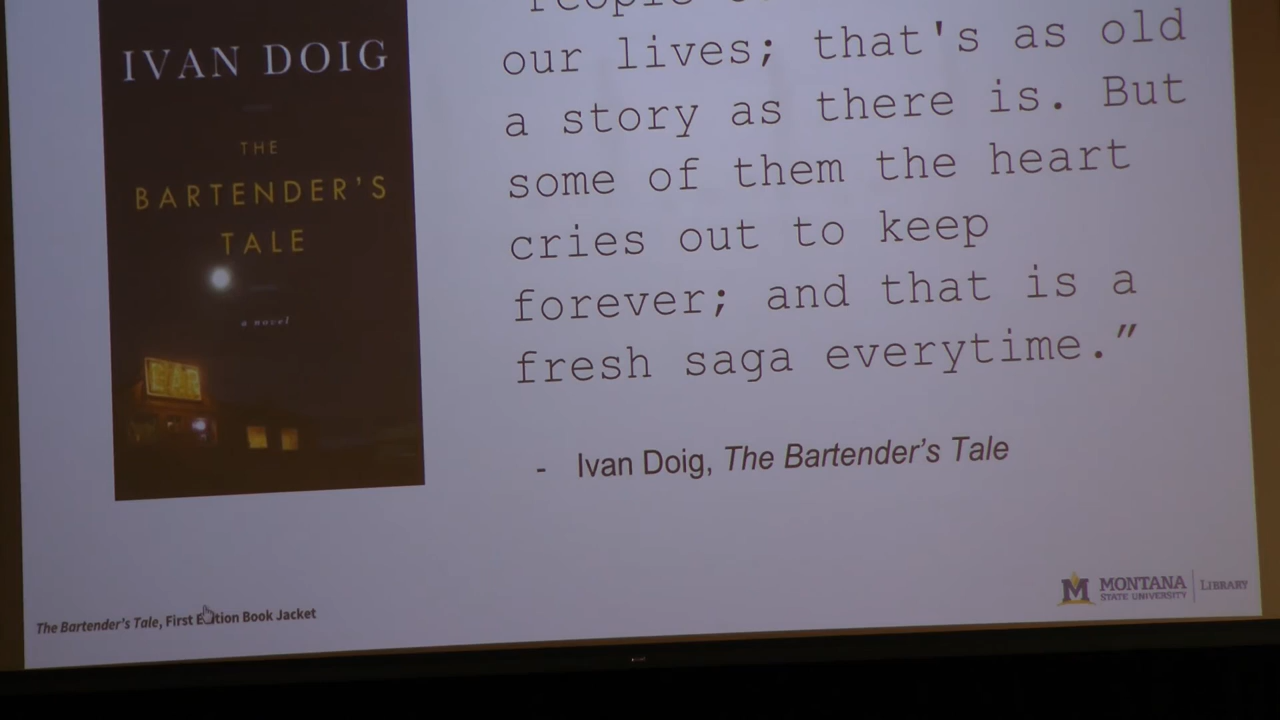 IVAN DOIG
THE
BARTENDER'S
TALE
a novel
BAR
People
our lives; that's as old
a story as there is. But
some of them the heart
cries out to keep
forever; and that is a
fresh saga everytime.”
- Ivan Doig, The Bartender's Tale
The Bartender's Tale, First Edition Book Jacket
M MONTANA
STATE UNIVERSITY
LIBRARY